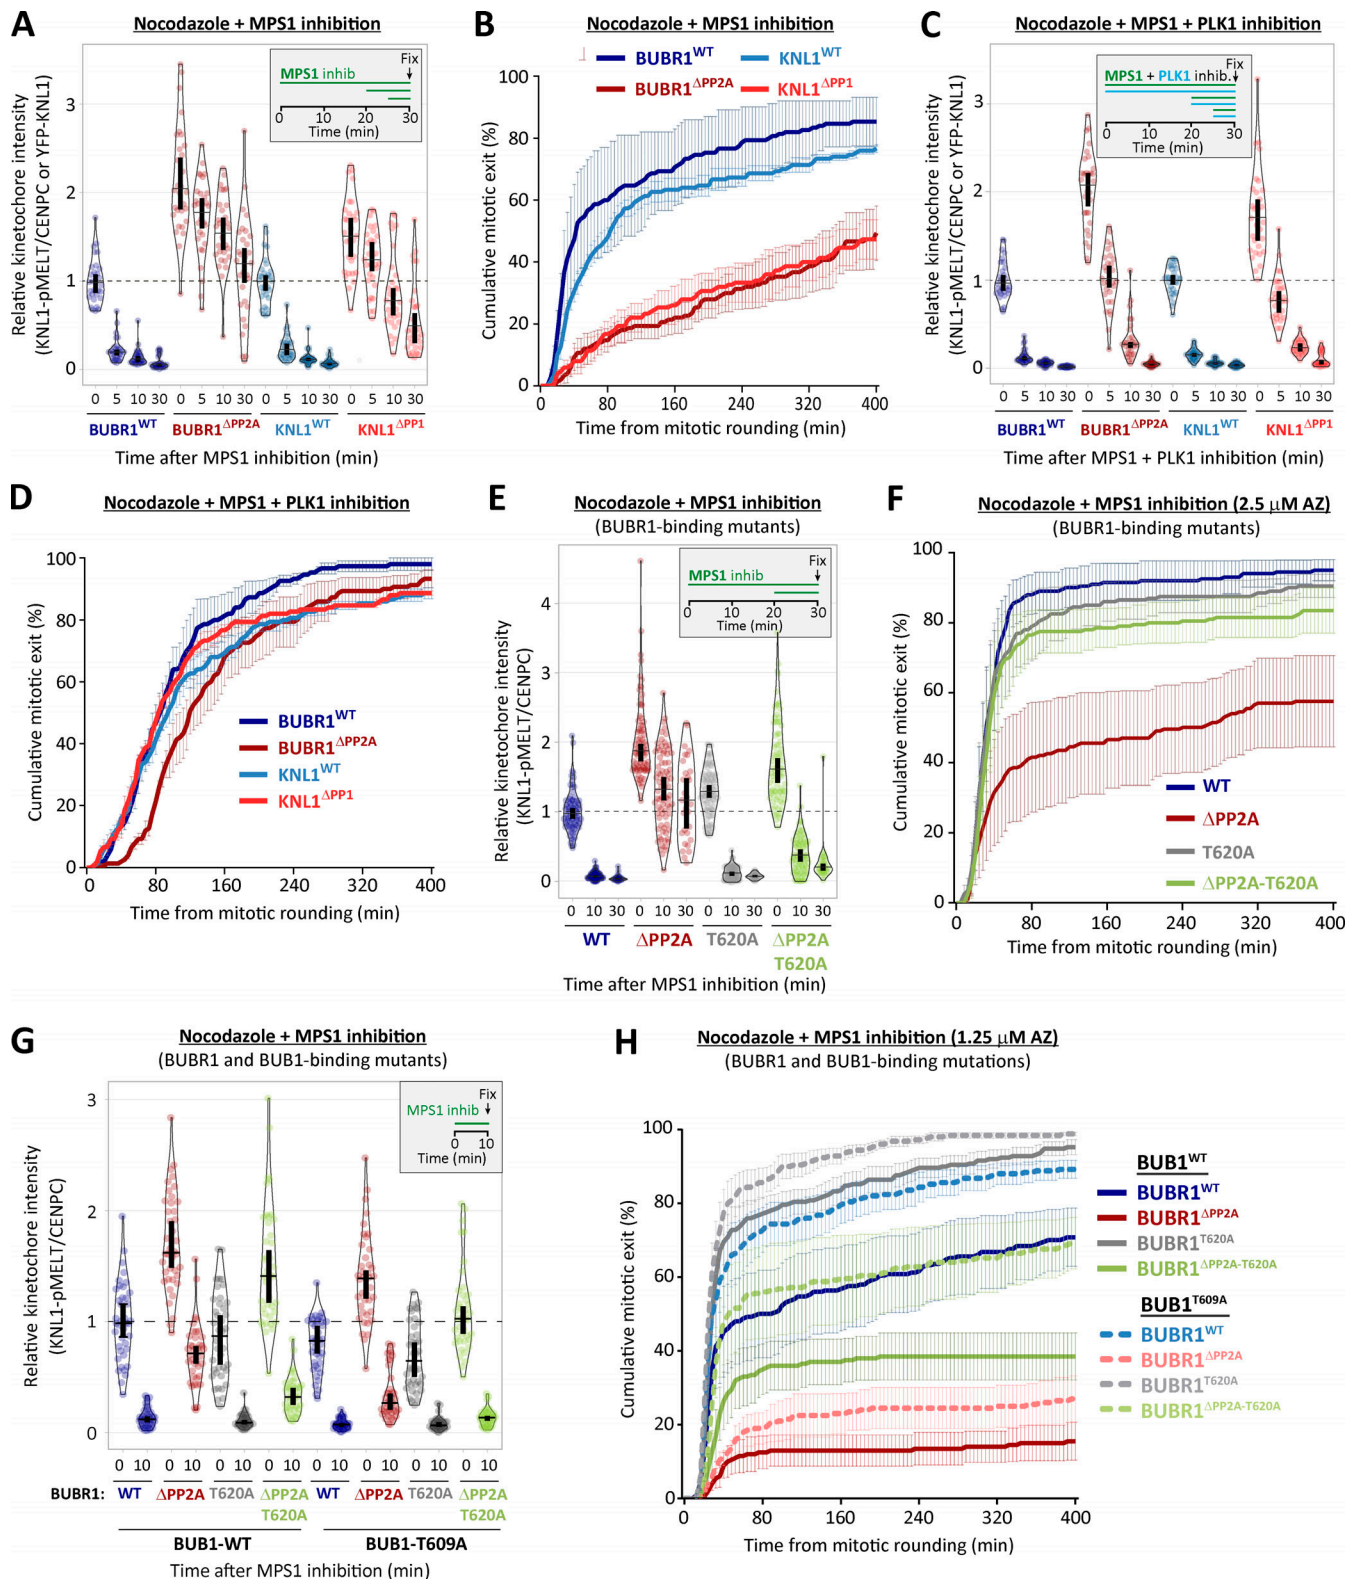 A
Nocodazole + MPS1 inhibition
Relative kinetochore intensity
(KNL1-pMELT/CENPC or YFP-KNL1)
3
2
1
0
Fix
MPS1 inhib
0 10 20 30
Time (min)
0 5 10 30 0 5 10 30 0 5 10 30 0 5 10 30
BUBR1WT BUBR1ΔPP2A KNL1WT KNL1ΔPP1
Time after MPS1 inhibition (min)
B
Nocodazole + MPS1 inhibition
BUBR1WT KNL1WT
BUBR1ΔPP2A KNL1ΔPP1
Cumulative mitotic exit (%)
100
80
60
40
20
0
0 80 160 240 320 400
Time from mitotic rounding (min)
C
Nocodazole + MPS1 + PLK1 inhibition
Relative kinetochore intensity
(KNL1-pMELT/CENPC or YFP-KNL1)
3
2
1
0
Fix
MPS1 + PLK1 inhib.
0 10 20 30
Time (min)
0 5 10 30 0 5 10 30 0 5 10 30 0 5 10 30
BUBR1WT BUBR1ΔPP2A KNL1WT KNL1ΔPP1
Time after MPS1 + PLK1 inhibition (min)
D
Nocodazole + MPS1 + PLK1 inhibition
Cumulative mitotic exit (%)
100
80
60
40
20
0
BUBR1WT
BUBR1ΔPP2A
KNL1WT
KNL1ΔPP1
0 80 160 240 320 400
Time from mitotic rounding (min)
E
Nocodazole + MPS1 inhibition
(BUBR1-binding mutants)
Relative kinetochore intensity
(KNL1-pMELT/CENPC)
4
3
2
1
0
Fix
MPS1 inhib
0 10 20 30
Time (min)
0 10 30 0 10 30 0 10 30 0 10 30
WT ΔPP2A T620A ΔPP2A
T620A
Time after MPS1 inhibition (min)
F
Nocodazole + MPS1 inhibition (2.5 μM AZ)
(BUBR1-binding mutants)
Cumulative mitotic exit (%)
100
80
60
40
20
0
WT
ΔPP2A
T620A
ΔPP2A-T620A
0 80 160 240 320 400
Time from mitotic rounding (min)
G
Nocodazole + MPS1 inhibition
(BUBR1 and BUB1-binding mutants)
Relative kinetochore intensity
(KNL1-pMELT/CENPC)
3
2
1
0
Fix
MPS1 inhib
0 10
Time (min)
0 10 0 10 0 10 0 10 0 10 0 10 0 10 0 10
BUBR1: WT ΔPP2A T620A ΔPP2A WT ΔPP2A T620A ΔPP2A
T620A T620A
BUB1-WT BUB1-T609A
Time after MPS1 inhibition (min)
H
Nocodazole + MPS1 inhibition (1.25 μM AZ)
(BUBR1 and BUB1-binding mutations)
Cumulative mitotic exit (%)
100
80
60
40
20
0
0 80 160 240 320 400
Time from mitotic rounding (min)
BUB1WT
BUBR1WT
BUBR1ΔPP2A
BUBR1T620A
BUBR1ΔPP2A-T620A
BUB1T609A
BUBR1WT
BUBR1ΔPP2A
BUBR1T620A
BUBR1ΔPP2A-T620A